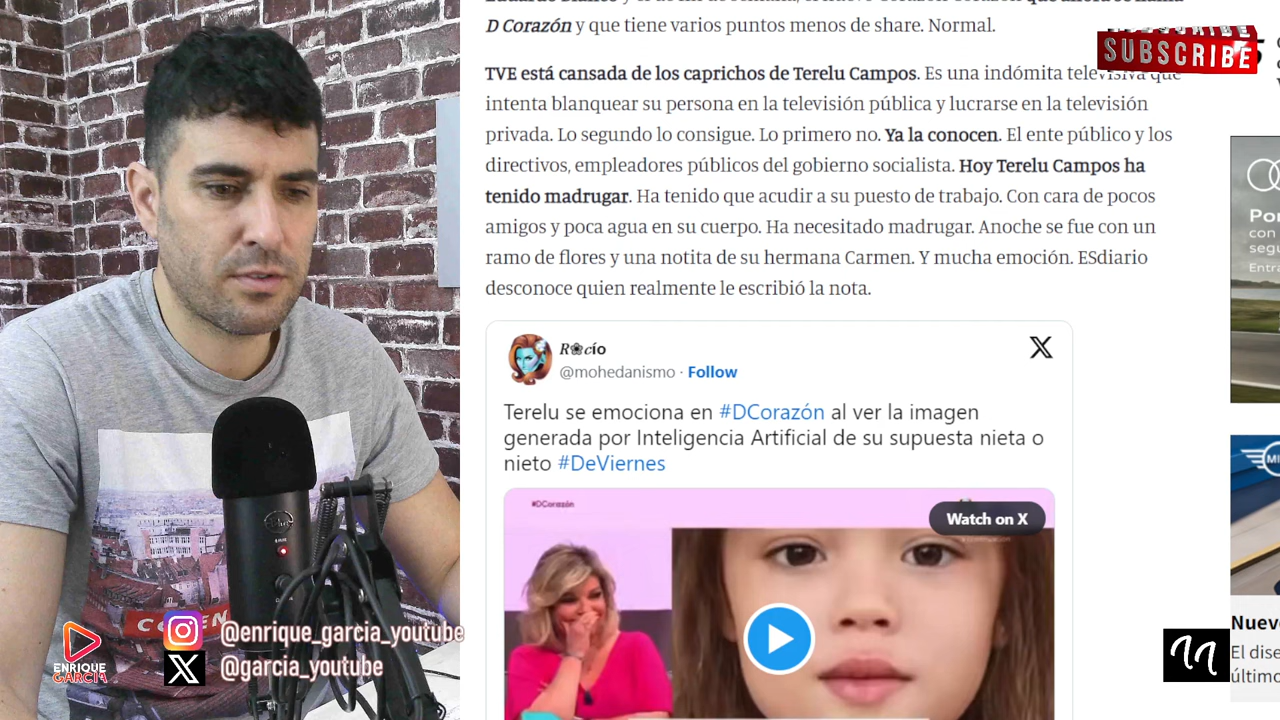 D Corazón y que tiene varios puntos menos de share. Normal.
SUBSCRIBE
TVE está cansada de los caprichos de Terelu Campos. Es una indómita televisiva que
intenta blanquear su persona en la televisión pública y lucrarse en la televisión
privada. Lo segundo lo consigue. Lo primero no. Ya la conocen. El ente público y los
directivos, empleadores públicos del gobierno socialista. Hoy Terelu Campos ha
tenido madrugar. Ha tenido que acudir a su puesto de trabajo. Con cara de pocos
amigos y poca agua en su cuerpo. Ha necesitado madrugar. Anoche se fue con un
ramo de flores y una notita de su hermana Carmen. Y mucha emoción. ESdiario
desconoce quien realmente le escribió la nota.
R❀cío
@mohedanismo · Follow
Terelu se emociona en #DCorazón al ver la imagen
generada por Inteligencia Artificial de su supuesta nieta o
nieto #DeViernes
#DCorazón
Watch on X
ENRIQUE
GARCIA
@enrique_garcia_youtube
@garcia_youtube
con
Entra
MINI
Nuevo
El dise
último